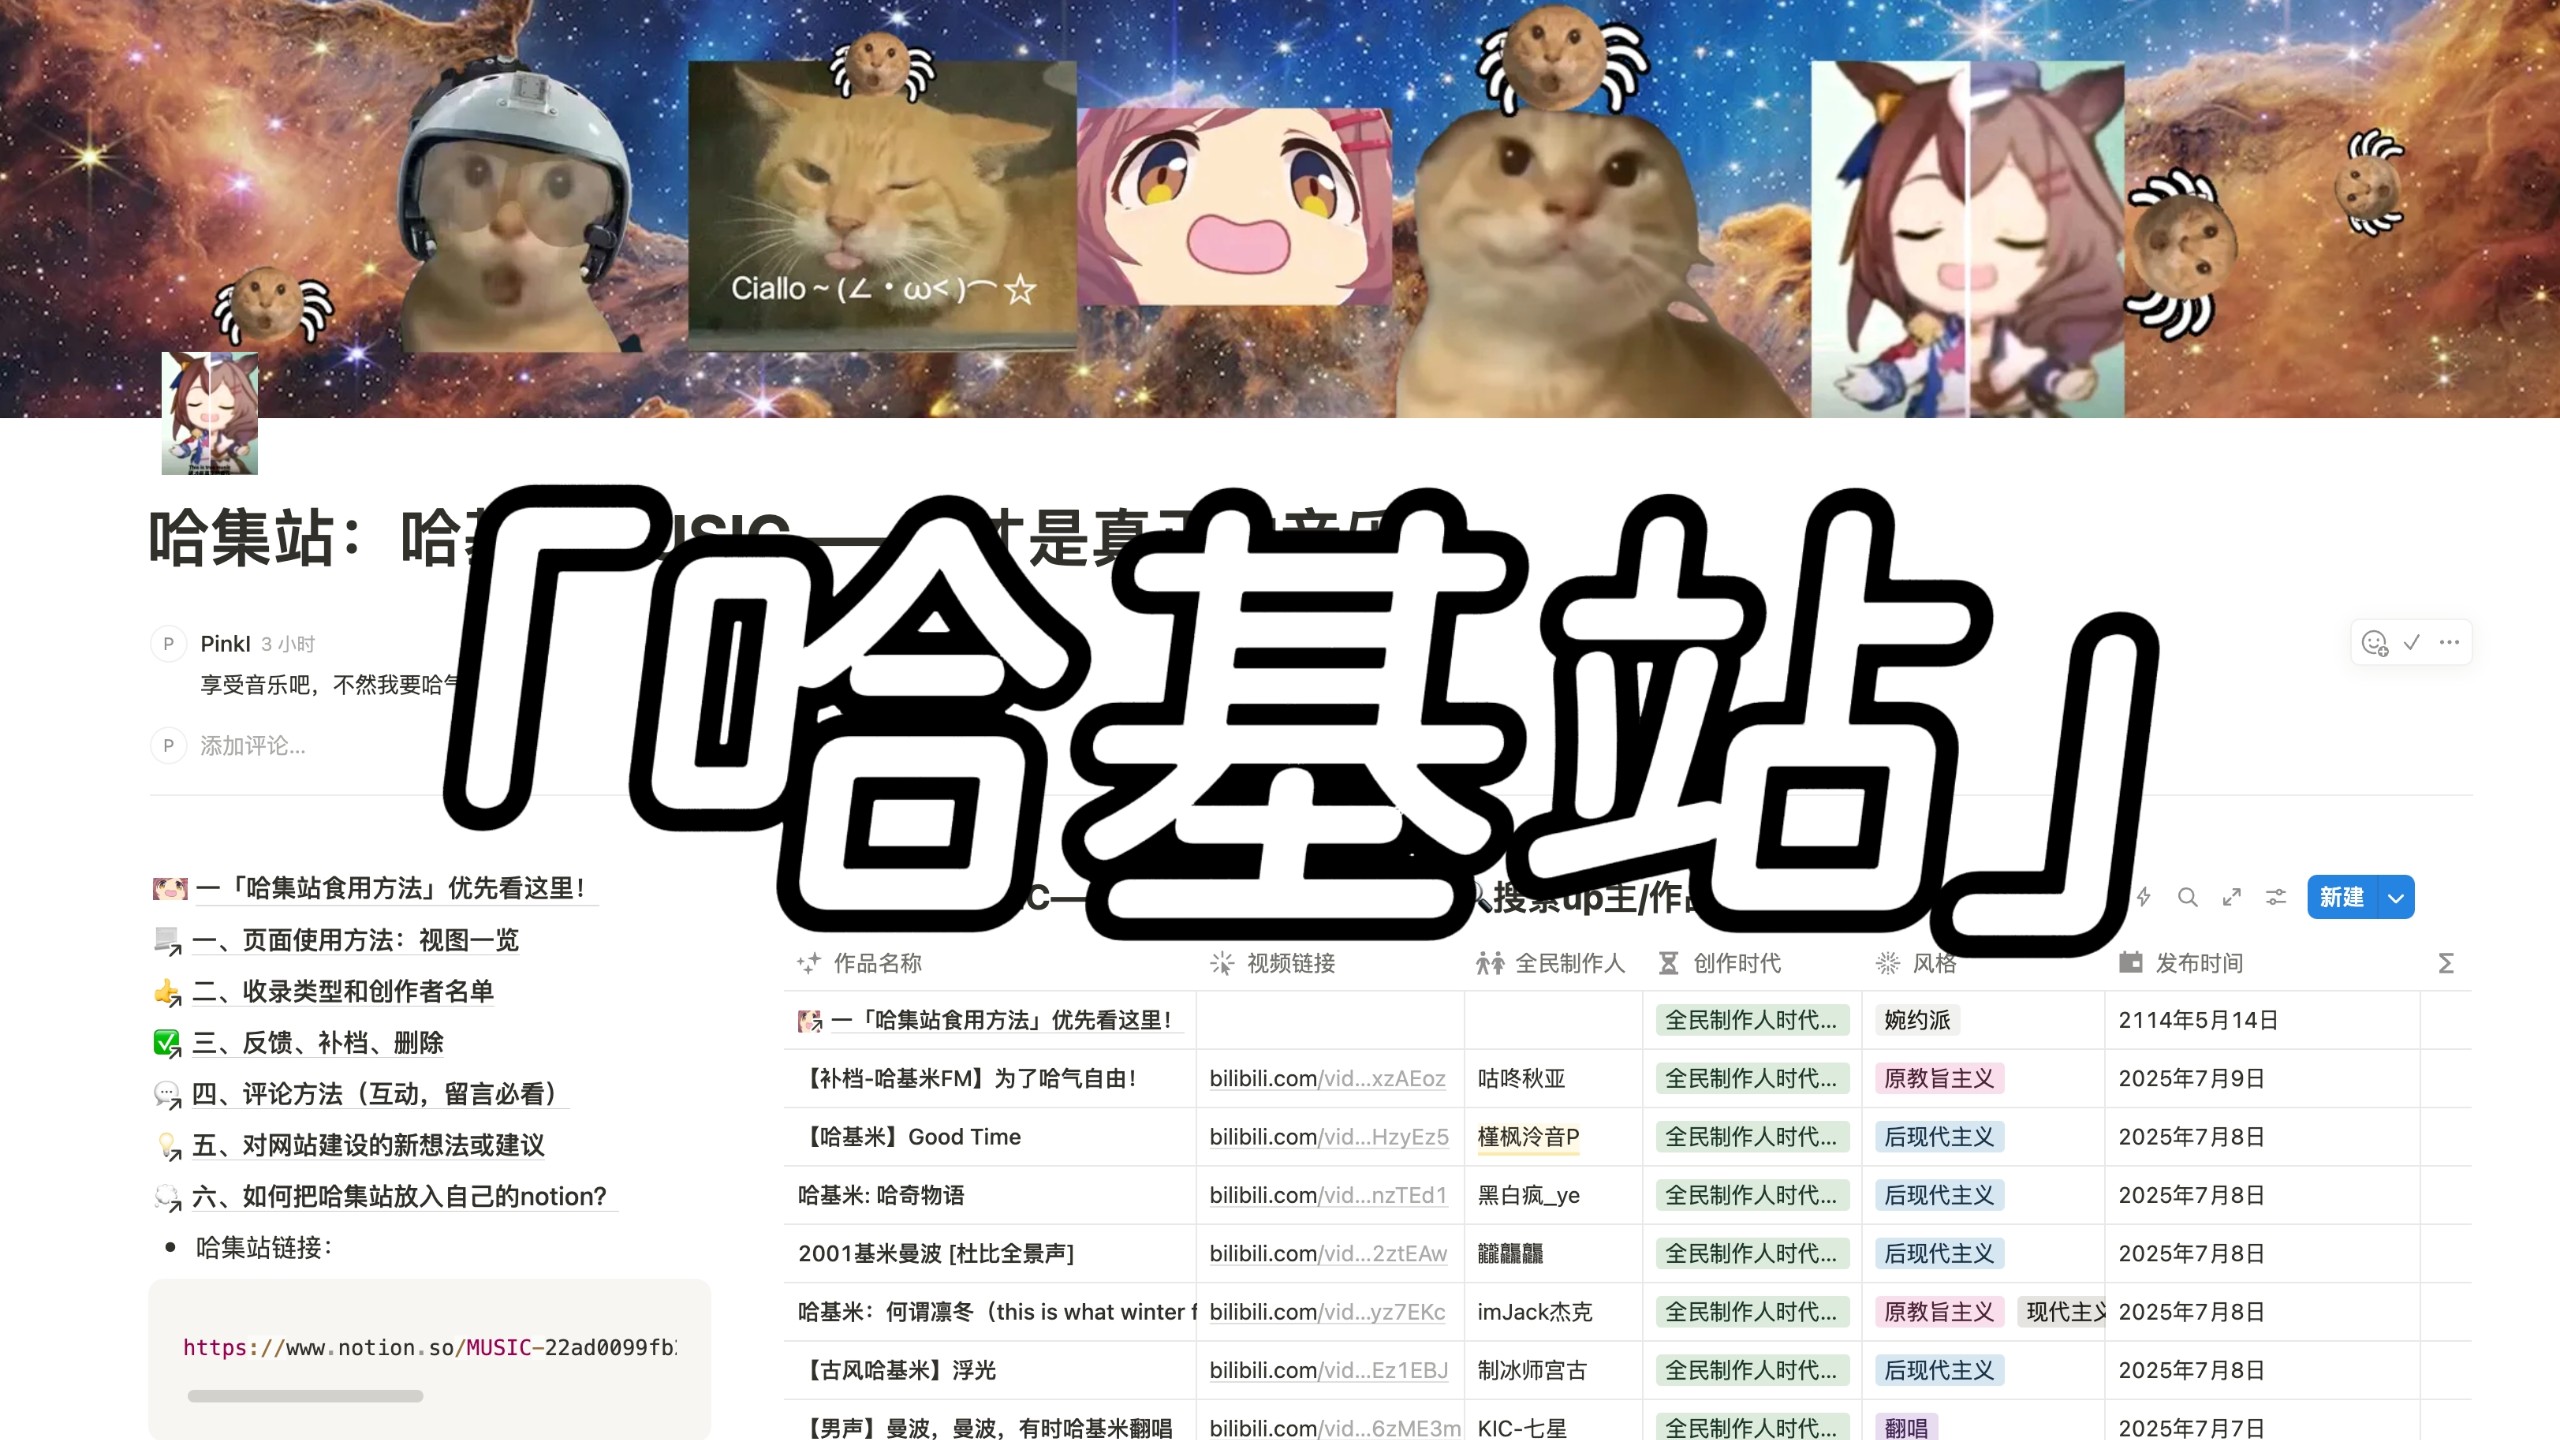 Ciallo～(∠・ω< )⌒☆
哈集站：哈
USIC
才是真正
音乐
「哈基站」
P PinkI 3 小时
享受音乐吧，不然我要哈气
P 添加评论...
一「哈集站食用方法」优先看这里！
一、页面使用方法：视图一览
二、收录类型和创作者名单
三、反馈、补档、删除
四、评论方法（互动，留言必看）
五、对网站建设的新想法或建议
六、如何把哈集站放入自己的notion？
• 哈集站链接：
https://www.notion.so/MUSIC-22ad0099fb
搜索up主/作品
新建
作品名称 视频链接 全民制作人 创作时代 风格 发布时间 Σ
一「哈集站食用方法」优先看这里！ 全民制作人时代... 婉约派 2114年5月14日
【补档-哈基米FM】为了哈气自由！ bilibili.com/vid...xzAEoz 咕咚秋亚 全民制作人时代... 原教旨主义 2025年7月9日
【哈基米】Good Time bilibili.com/vid...HzyEz5 槿枫泠音P 全民制作人时代... 后现代主义 2025年7月8日
哈基米: 哈奇物语 bilibili.com/vid...nzTEd1 黑白疯_ye 全民制作人时代... 后现代主义 2025年7月8日
2001基米曼波 [杜比全景声] bilibili.com/vid...2ztEAw 全民制作人时代... 后现代主义 2025年7月8日
哈基米：何谓凛冬（this is what winter f bilibili.com/vid...yz7EKc imJack杰克 全民制作人时代... 原教旨主义 现代主义 2025年7月8日
【古风哈基米】浮光 bilibili.com/vid...Ez1EBJ 制冰师宫古 全民制作人时代... 后现代主义 2025年7月8日
【男声】曼波，曼波，有时哈基米翻唱 bilibili.com/vid...6zME3m KIC-七星 全民制作人时代... 翻唱 2025年7月7日